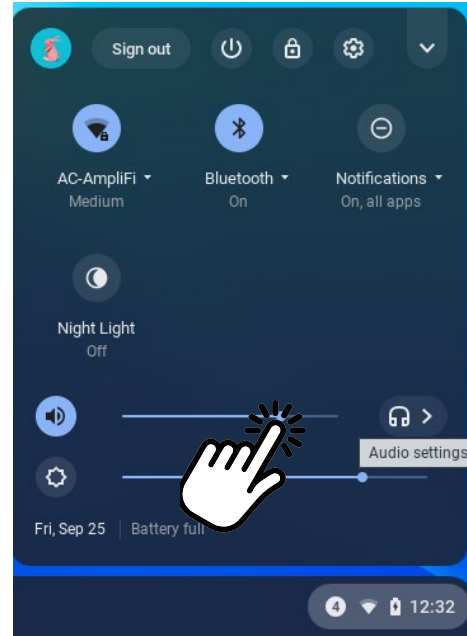 Sign out
AC-AmpliFi Bluetooth Notifications
Medium On On, all apps
Night Light
Off
Audio settings
Fri, Sep 25 Battery full
4 12:32